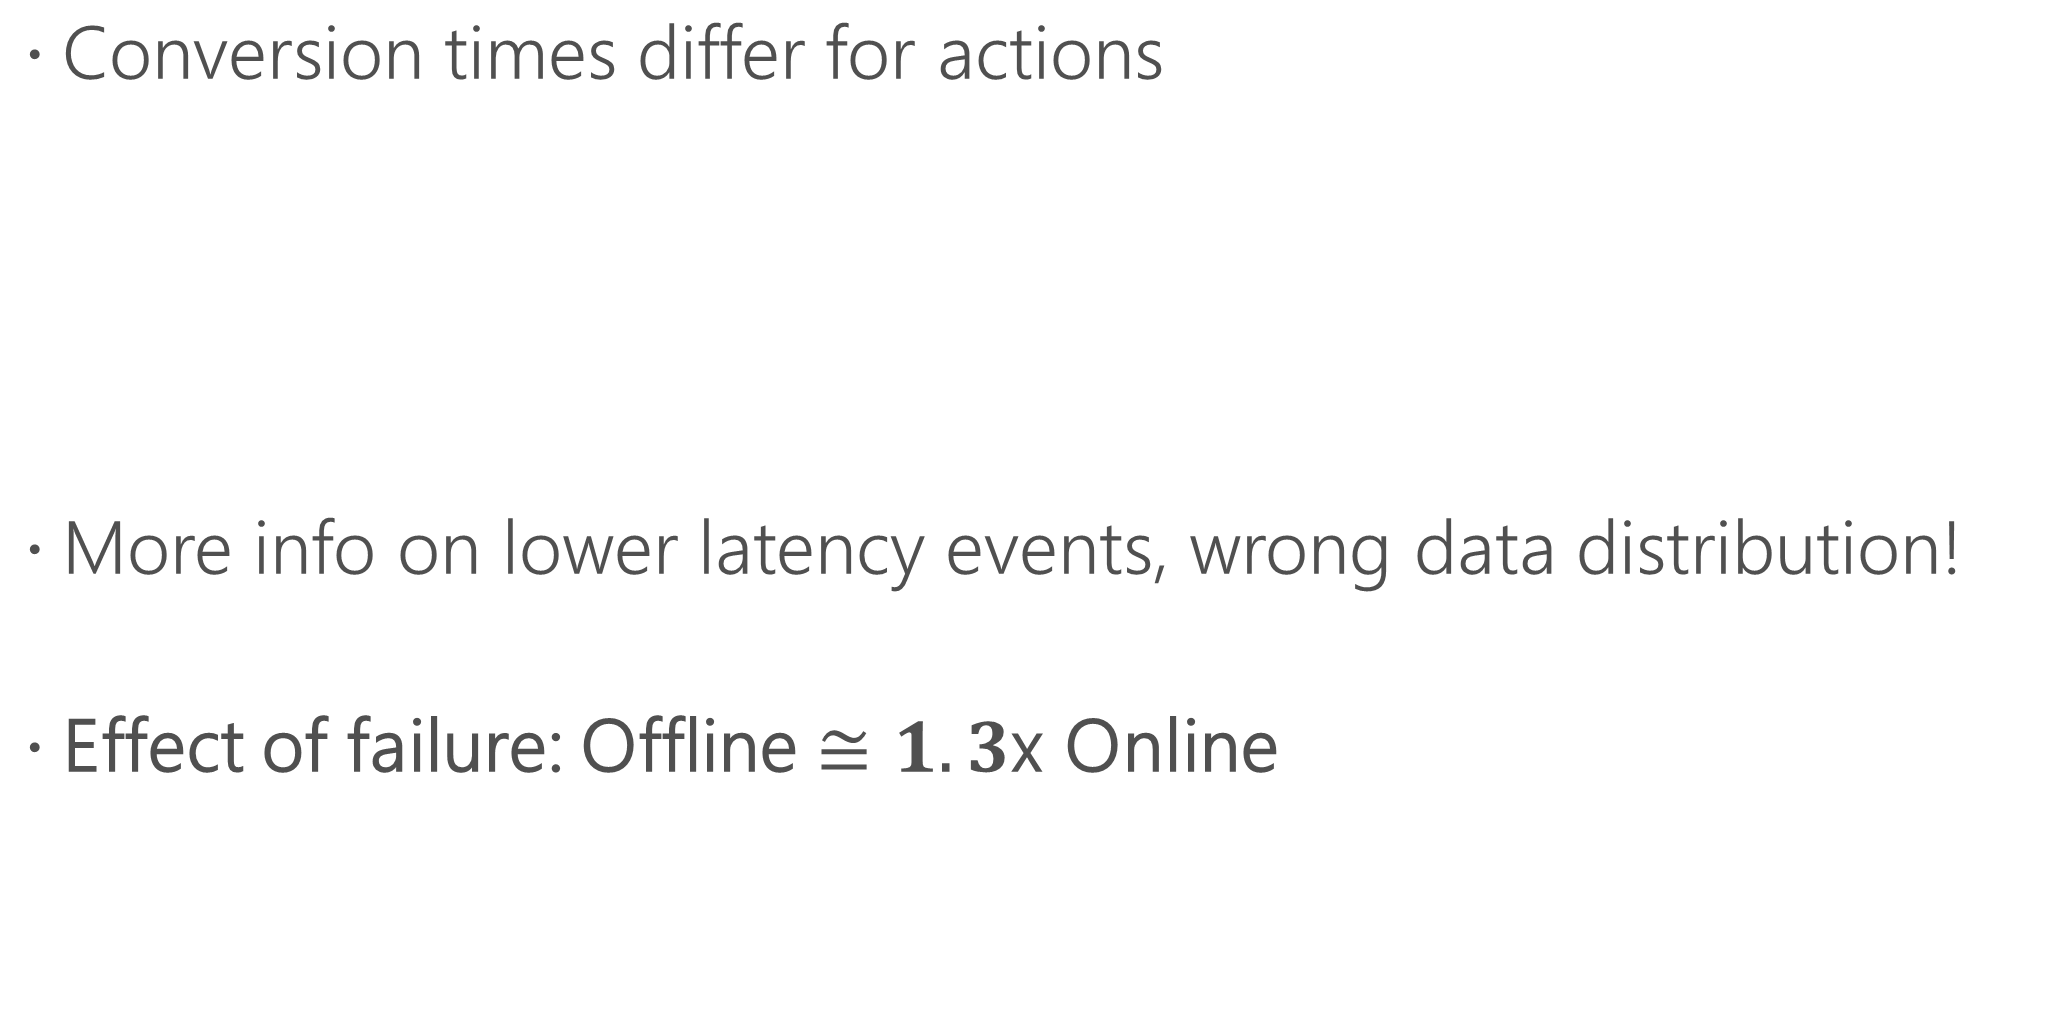 · Conversion times differ for actions
· More info on lower latency events, wrong data distribution!
· Effect of failure: Offline ≅ 1.3x Online